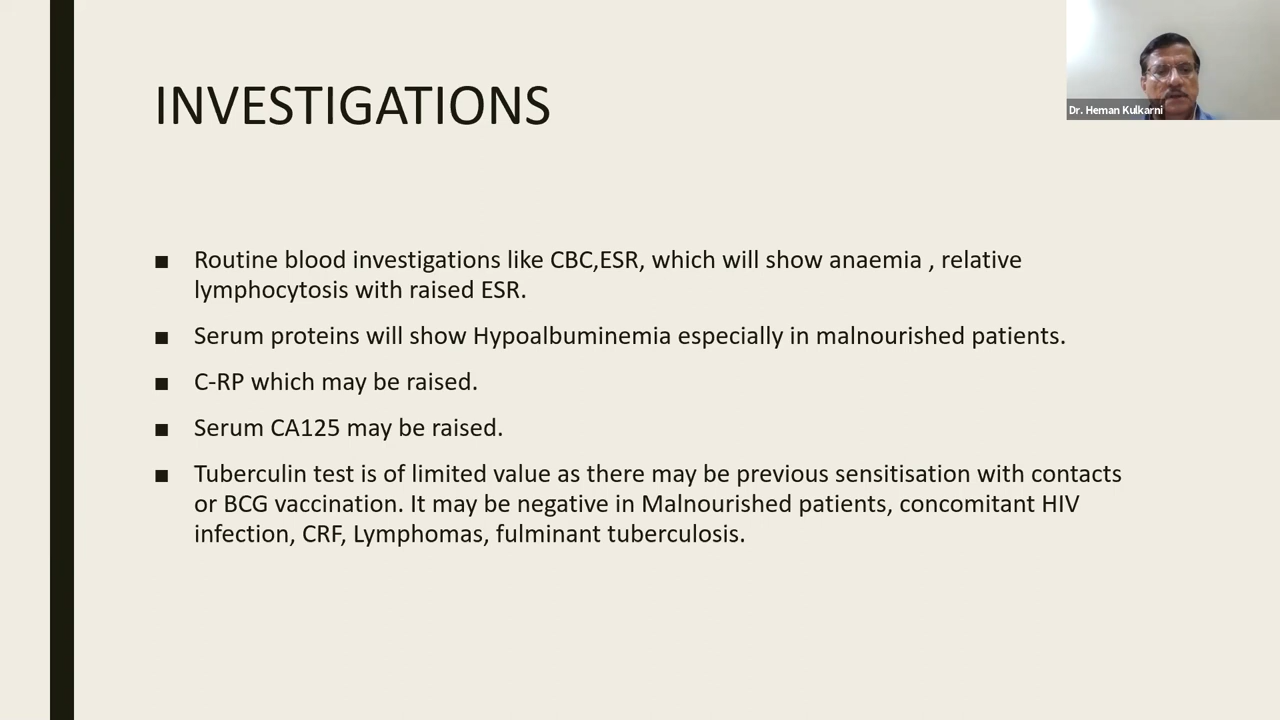 INVESTIGATIONS
Dr. Heman Kulkarni
■ Routine blood investigations like CBC,ESR, which will show anaemia , relative
lymphocytosis with raised ESR.
■ Serum proteins will show Hypoalbuminemia especially in malnourished patients.
■ C-RP which may be raised.
■ Serum CA125 may be raised.
■ Tuberculin test is of limited value as there may be previous sensitisation with contacts
or BCG vaccination. It may be negative in Malnourished patients, concomitant HIV
infection, CRF, Lymphomas, fulminant tuberculosis.